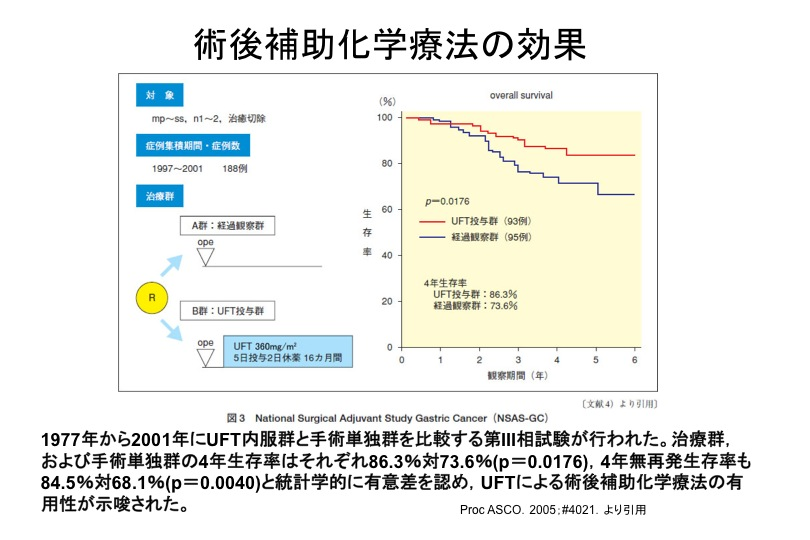 術後補助化学療法の効果
対 象
mp～ss，n1～2，治癒切除
症例集積期間・症例数
1997～2001 188例
治療群
A群：経過観察群
ope
R
B群：UFT投与群
ope
UFT 360mg/m²
5日投与2日休薬 16カ月間
overall survival
（%）
100
80
60
40
20
0
生存率
p＝0.0176
UFT投与群（93例）
経過観察群（95例）
4年生存率
UFT投与群：86.3%
経過観察群：73.6%
0 1 2 3 4 5 6
観察期間（年）
〔文献4）より引用〕
図3 National Surgical Adjuvant Study Gastric Cancer（NSAS-GC）
1977年から2001年にUFT内服群と手術単独群を比較する第III相試験が行われた。治療群，
および手術単独群の4年生存率はそれぞれ86.3％対73.6％(p＝0.0176)，4年無再発生存率も
84.5％対68.1％(p＝0.0040)と統計学的に有意差を認め，UFTによる術後補助化学療法の有
用性が示唆された。
Proc ASCO. 2005;#4021. より引用